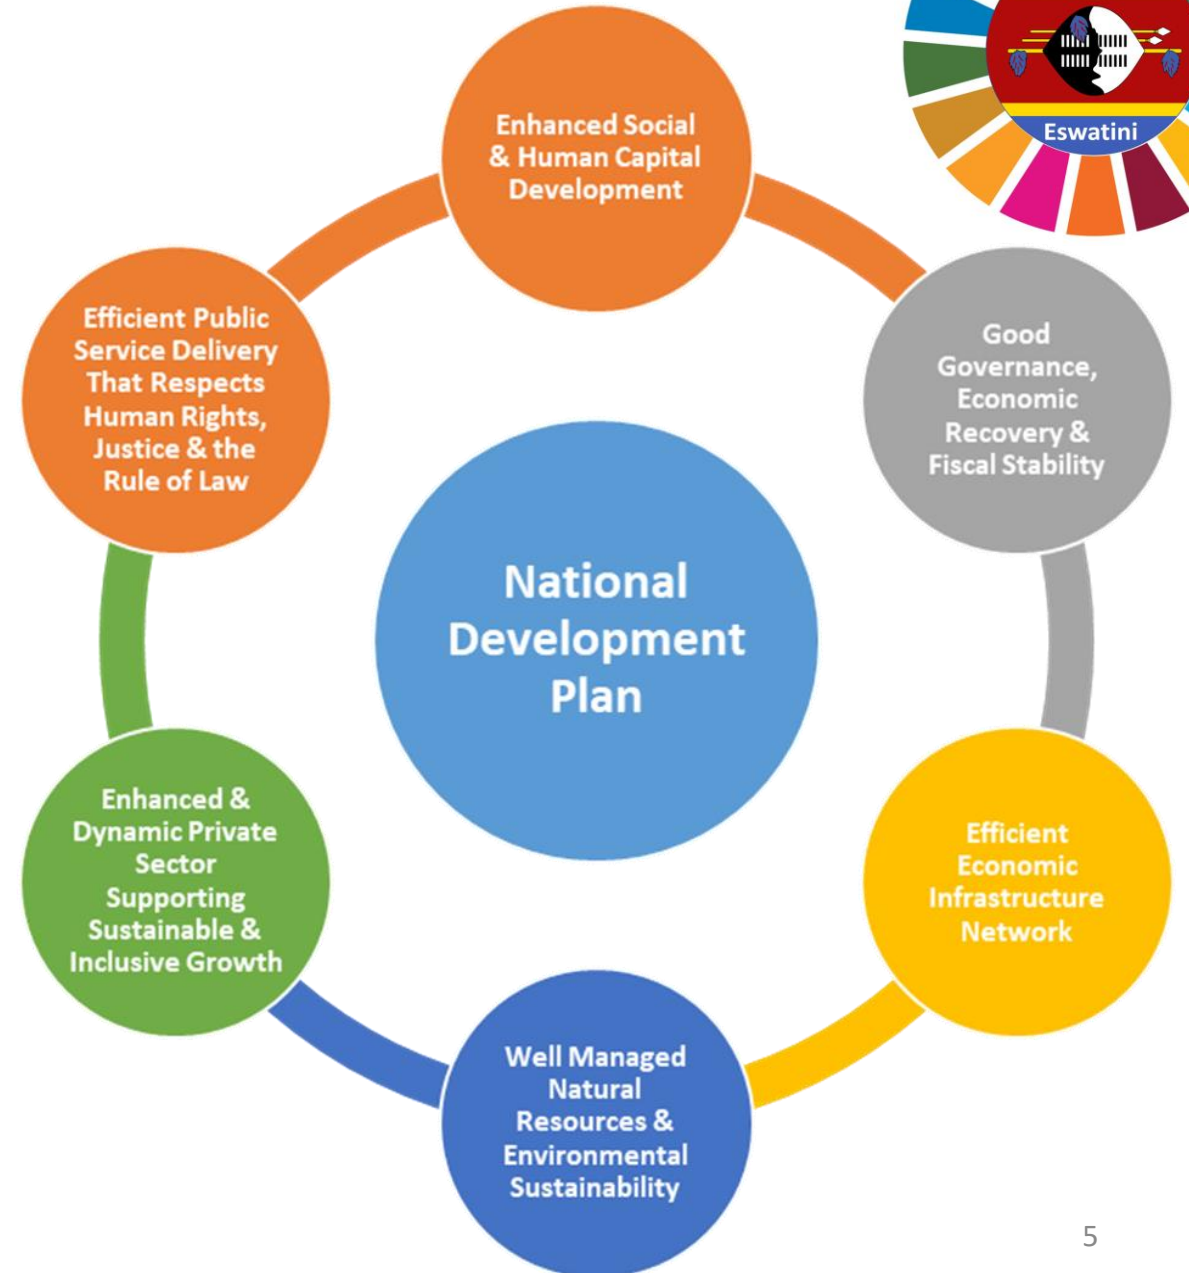 Eswatini
Enhanced Social
& Human Capital
Development
Good
Governance,
Economic
Recovery &
Fiscal Stability
Efficient
Economic
Infrastructure
Network
Well Managed
Natural
Resources &
Environmental
Sustainability
Enhanced &
Dynamic Private
Sector
Supporting
Sustainable &
Inclusive Growth
Efficient Public
Service Delivery
That Respects
Human Rights,
Justice & the
Rule of Law
National
Development
Plan
5